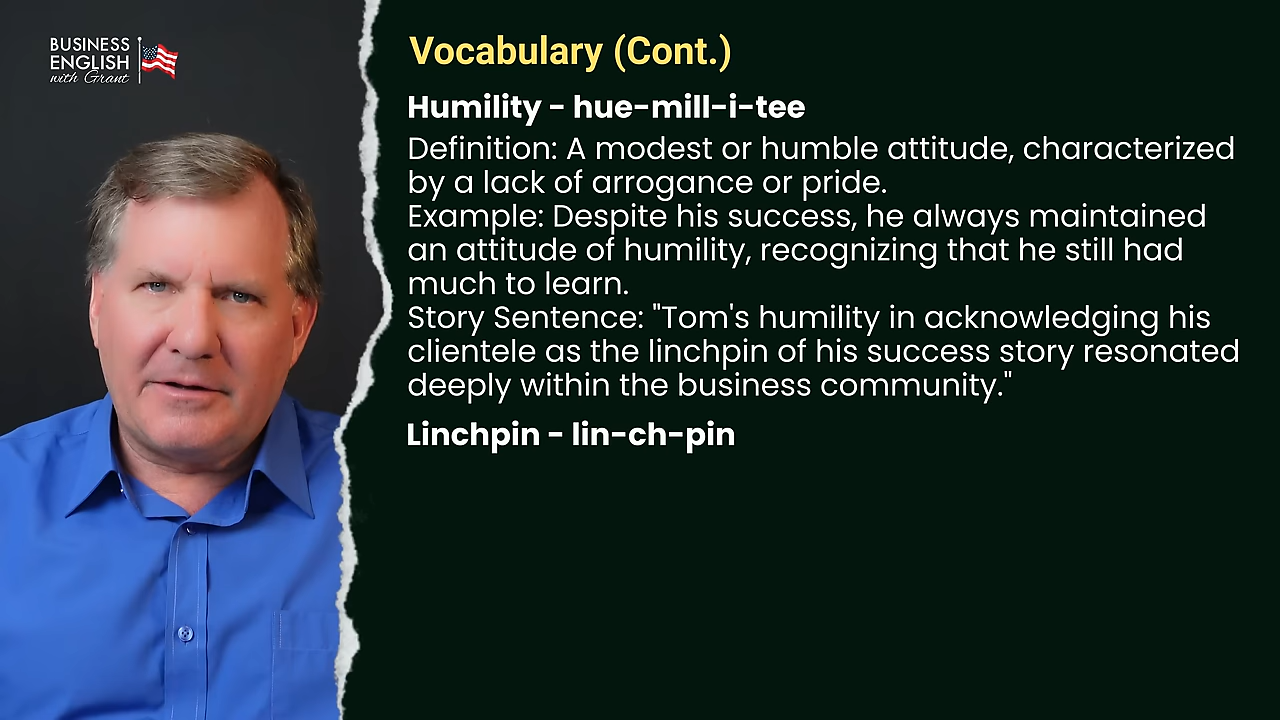 BUSINESS
ENGLISH
with Grant
Vocabulary (Cont.)
Humility - hue-mill-i-tee
Definition: A modest or humble attitude, characterized
by a lack of arrogance or pride.
Example: Despite his success, he always maintained
an attitude of humility, recognizing that he still had
much to learn.
Story Sentence: "Tom's humility in acknowledging his
clientele as the linchpin of his success story resonated
deeply within the business community."
Linchpin - lin-ch-pin